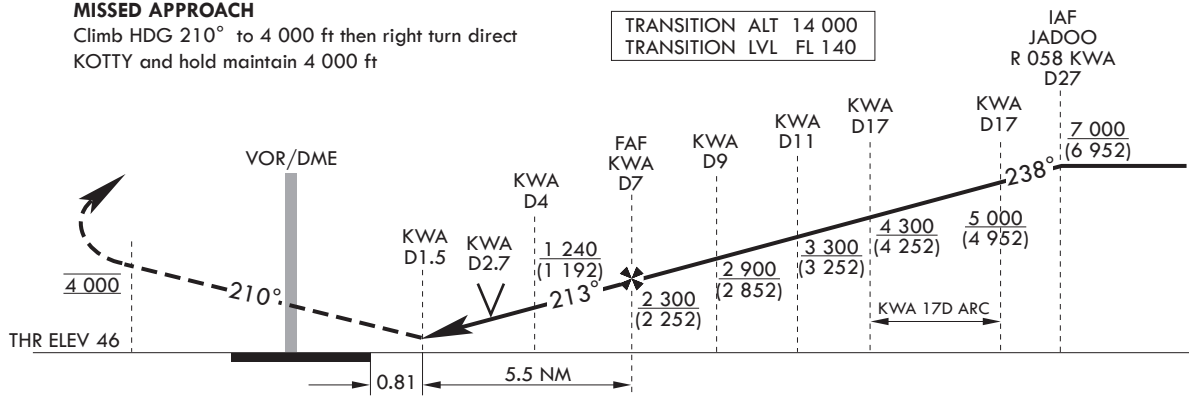 MISSED APPROACH
Climb HDG 210° to 4 000 ft then right turn direct
KOTTY and hold maintain 4 000 ft
TRANSITION ALT 14 000
TRANSITION LVL FL 140
IAF
JADOO
R 058 KWA
D27
KWA
D17
KWA
D17
KWA
D11
KWA
D9
FAF
KWA
D7
KWA
D4
KWA
D2.7
KWA
D1.5
VOR/DME
7 000
(6 952)
238°
5 000
(4 952)
4 300
(4 252)
3 300
(3 252)
2 900
(2 852)
2 300
(2 252)
1 240
(1 192)
213°
210°
4 000
KWA 17D ARC
THR ELEV 46
0.81
5.5 NM